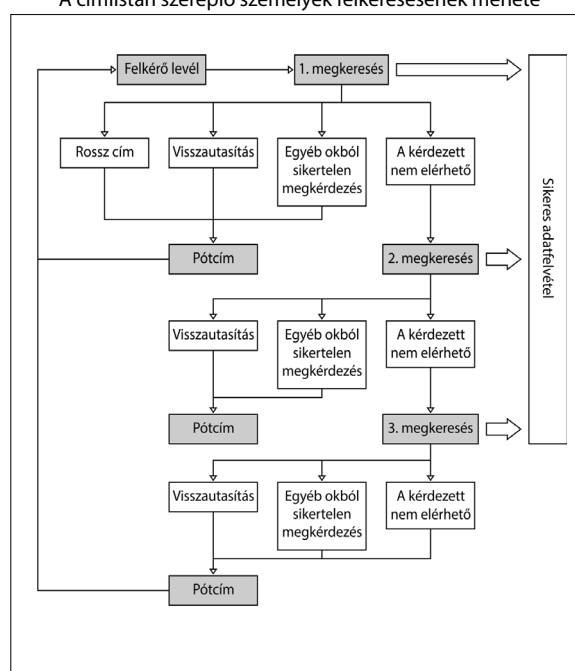 A címlistán szereplő személyek felkeresésének menete
Felkérő levél
1. megkeresés
Rossz cím
Visszautasítás
Egyéb okból
sikertelen
megkérdezés
A kérdezett
nem elérhető
Sikeres adatfelvétel
Pótcím
2. megkeresés
Visszautasítás
Egyéb okból
sikertelen
megkérdezés
A kérdezett
nem elérhető
Pótcím
3. megkeresés
Visszautasítás
Egyéb okból
sikertelen
megkérdezés
A kérdezett
nem elérhető
Pótcím